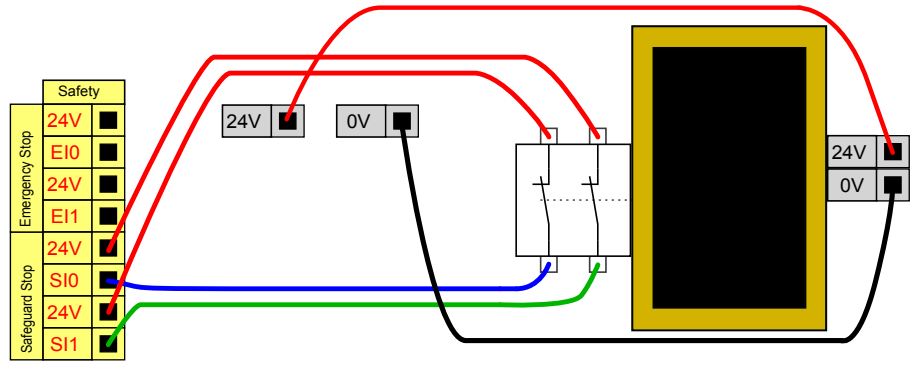 Safety
Emergency Stop
24V
EI0
24V
EI1
Safeguard Stop
24V
SI0
24V
SI1
24V
0V
24V
0V